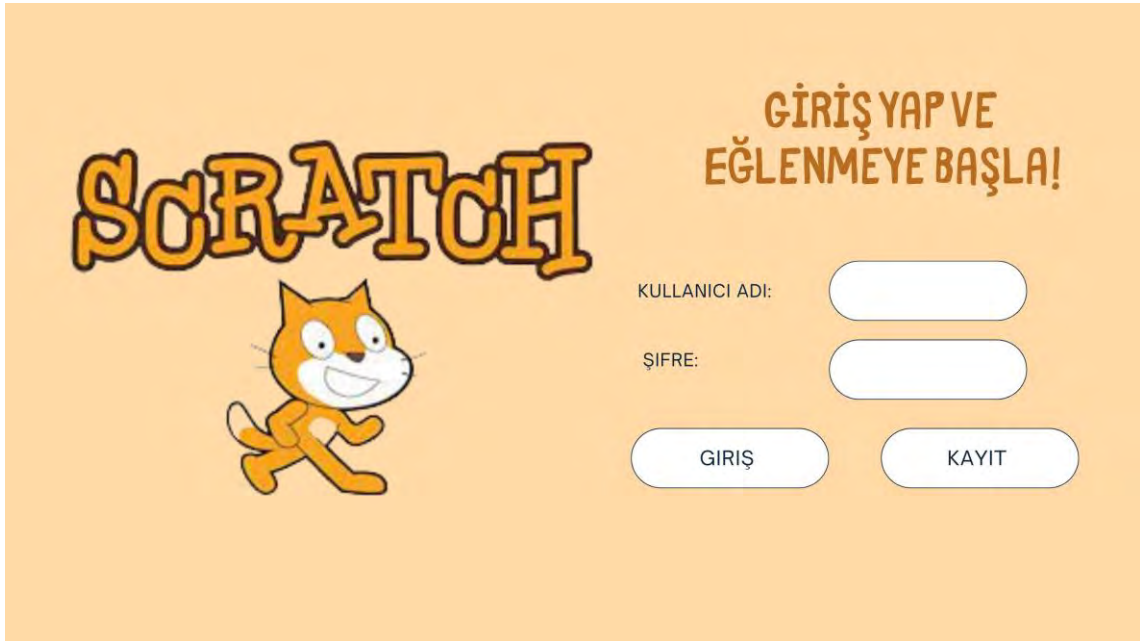 SCRATCH
GİRİŞ YAP VE
EĞLENMEYE BAŞLA!
KULLANICI ADI:
ŞIFRE:
GIRIŞ
KAYIT